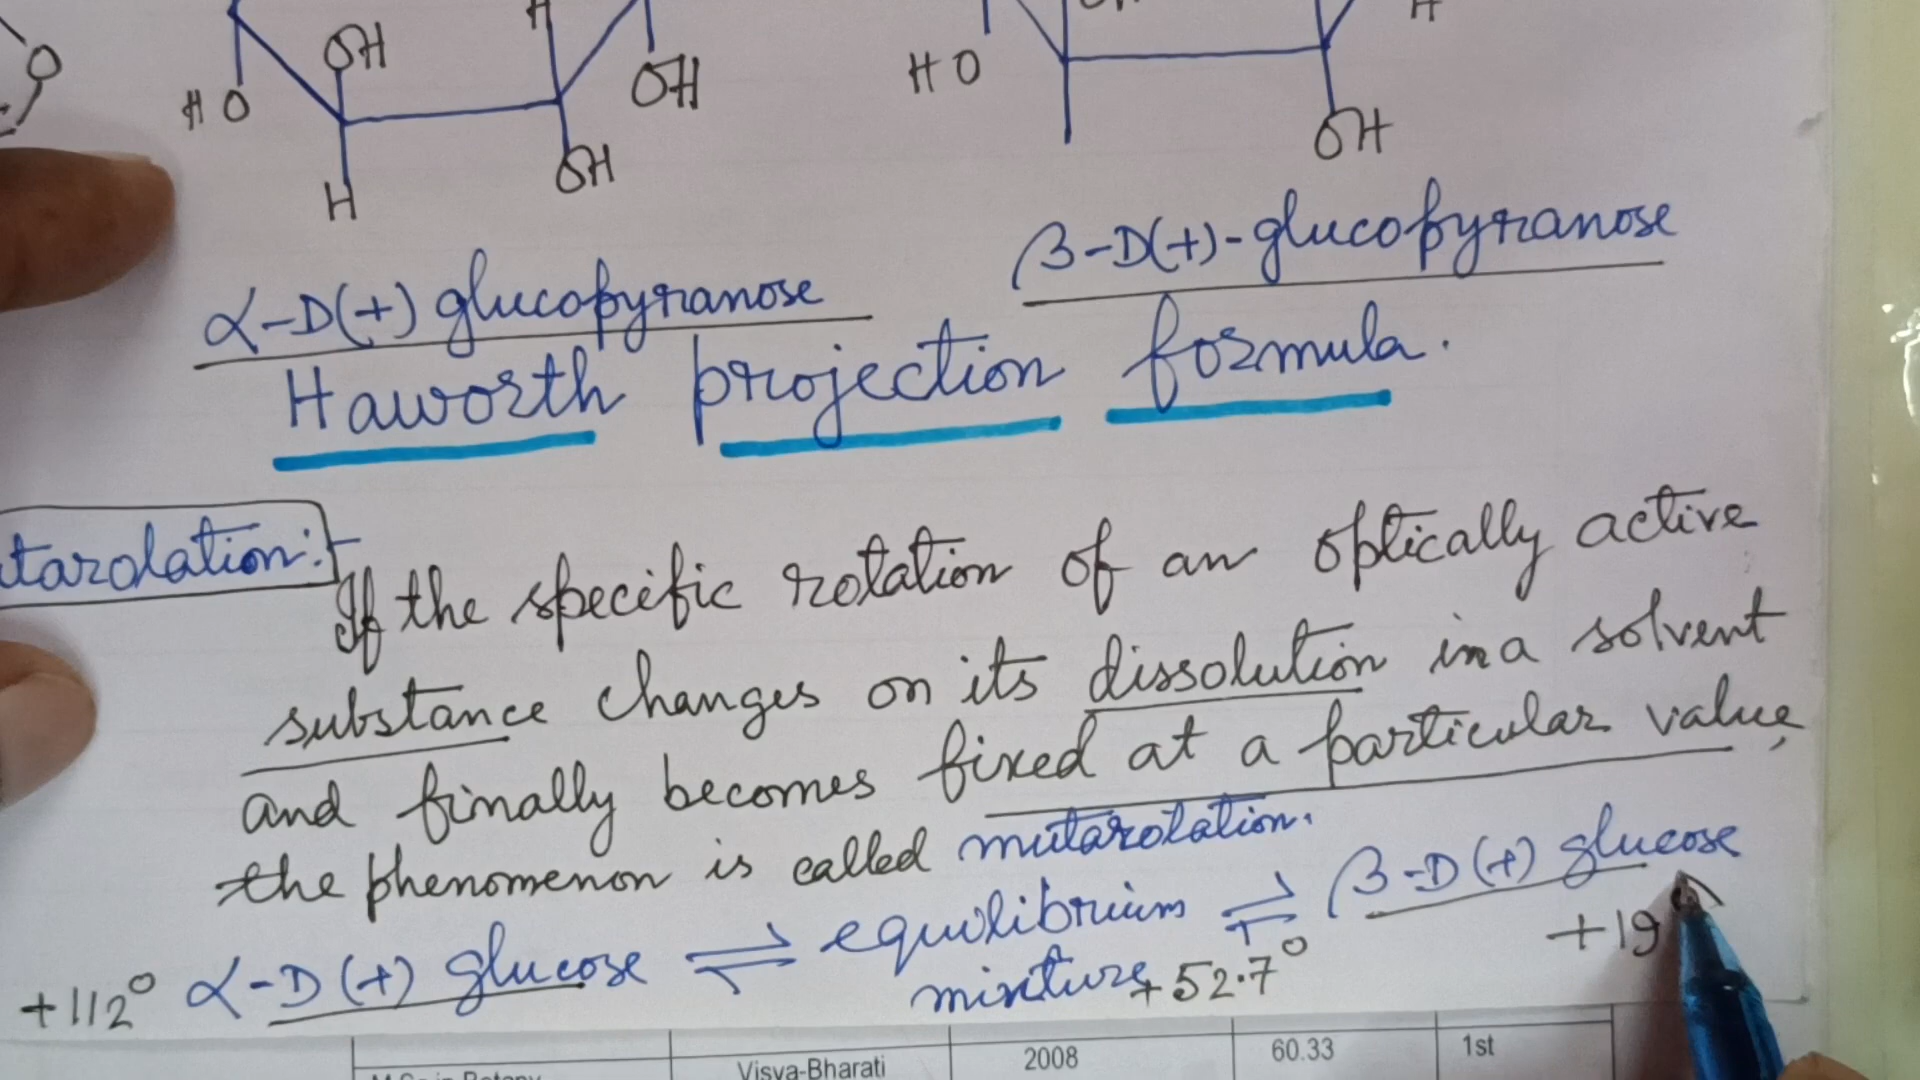 H
OH
OH
HO
OH
H
HO
OH
H
α-D(+) glucopyranose
β-D(+)-glucopyranose
Haworth projection formula.
tarotation:-
If the specific rotation of an optically active
substance changes on its dissolution in a solvent
and finally becomes fixed at a particular value,
the phenomenon is called mutarotation.
+112° α-D(+) glucose ⇌ equilibrium mixture +52.7° ⇌ β-D(+) glucose
+19
Visva-Bharati 2008 60.33 1st